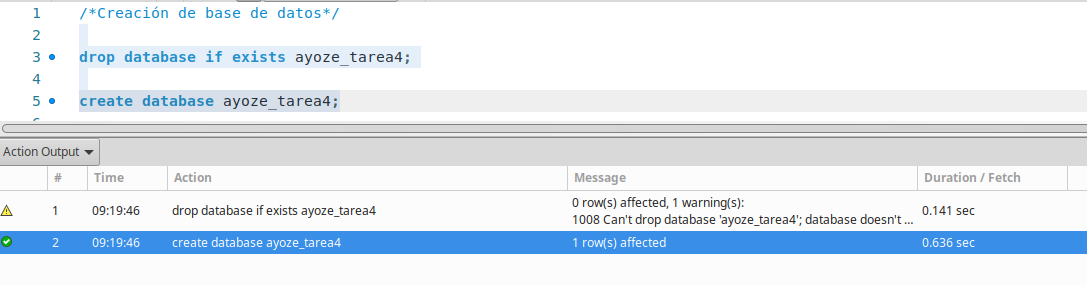 1 /*Creación de base de datos*/
2
3 drop database if exists ayoze_tarea4;
4
5 create database ayoze_tarea4;
Action Output
# Time Action Message Duration / Fetch
1 09:19:46 drop database if exists ayoze_tarea4 0 row(s) affected, 1 warning(s): 0.141 sec
1008 Can't drop database 'ayoze_tarea4'; database doesn't ...
2 09:19:46 create database ayoze_tarea4 1 row(s) affected 0.636 sec